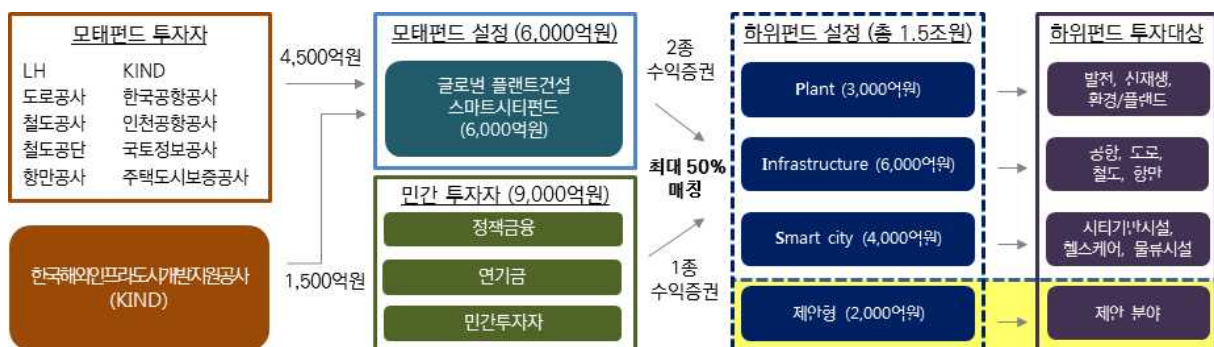 모태펀드 투자자
LH KIND
도로공사 한국공항공사
철도공사 인천공항공사
철도공단 국토정보공사
항만공사 주택도시보증공사
한국해외인프라도시개발지원공사
(KIND)
4,500억원
1,500억원
모태펀드 설정 (6,000억원)
글로벌 플랜트건설
스마트시티펀드
(6,000억원)
민간 투자자 (9,000억원)
정책금융
연기금
민간투자자
2종
수익증권
최대 50%
매칭
1종
수익증권
하위펀드 설정 (총 1.5조원)
Plant (3,000억원)
Infrastructure (6,000억원)
Smart city (4,000억원)
제안형 (2,000억원)
하위펀드 투자대상
발전, 신재생,
환경/플랜드
공항, 도로,
철도, 항만
시티기반시설,
헬스케어, 물류시설
제안 분야